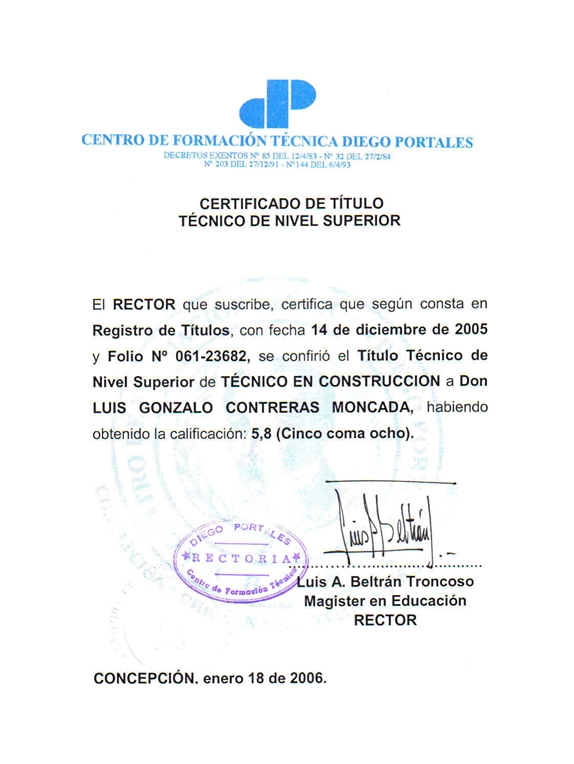 dP
CENTRO DE FORMACIÓN TÉCNICA DIEGO PORTALES
DECRETOS EXENTOS Nº 85 DEL 12/4/83 - Nº 32 DEL 27/2/84
Nº 203 DEL 27/12/91 - Nº144 DEL 6/4/93
CERTIFICADO DE TÍTULO
TÉCNICO DE NIVEL SUPERIOR
El RECTOR que suscribe, certifica que según consta en
Registro de Títulos, con fecha 14 de diciembre de 2005
y Folio Nº 061-23682, se confirió el Título Técnico de
Nivel Superior de TÉCNICO EN CONSTRUCCION a Don
LUIS GONZALO CONTRERAS MONCADA, habiendo
obtenido la calificación: 5,8 (Cinco coma ocho).
Luis A Beltrán
DIEGO PORTALES
RECTORIA
Centro de Formación Técnica
Luis A. Beltrán Troncoso
Magister en Educación
RECTOR
CONCEPCIÓN, enero 18 de 2006.